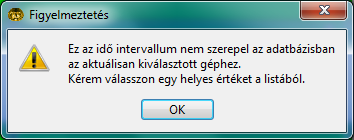 Figyelmeztetés
Ez az idő intervallum nem szerepel az adatbázisban
az aktuálisan kiválasztott géphez.
Kérem válasszon egy helyes értéket a listából.
OK